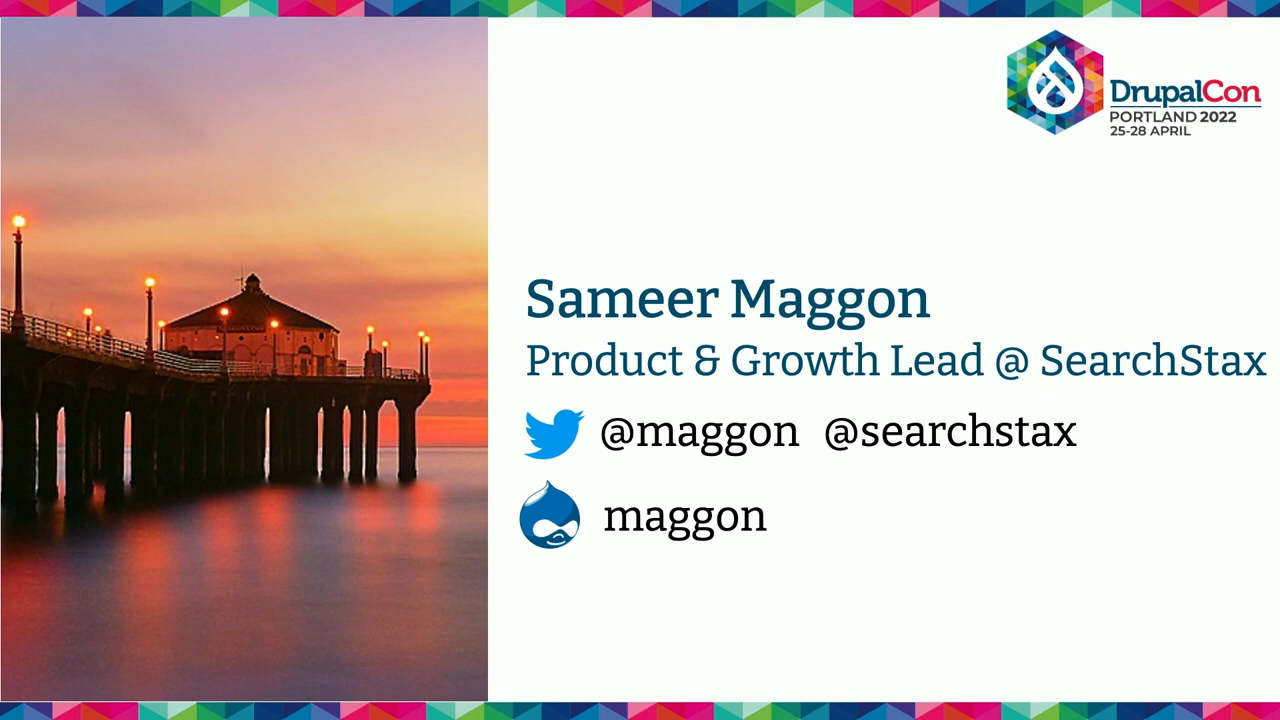 DrupalCon
PORTLAND 2022
25-28 APRIL
Sameer Maggon
Product & Growth Lead @ SearchStax
@maggon @searchstax
maggon